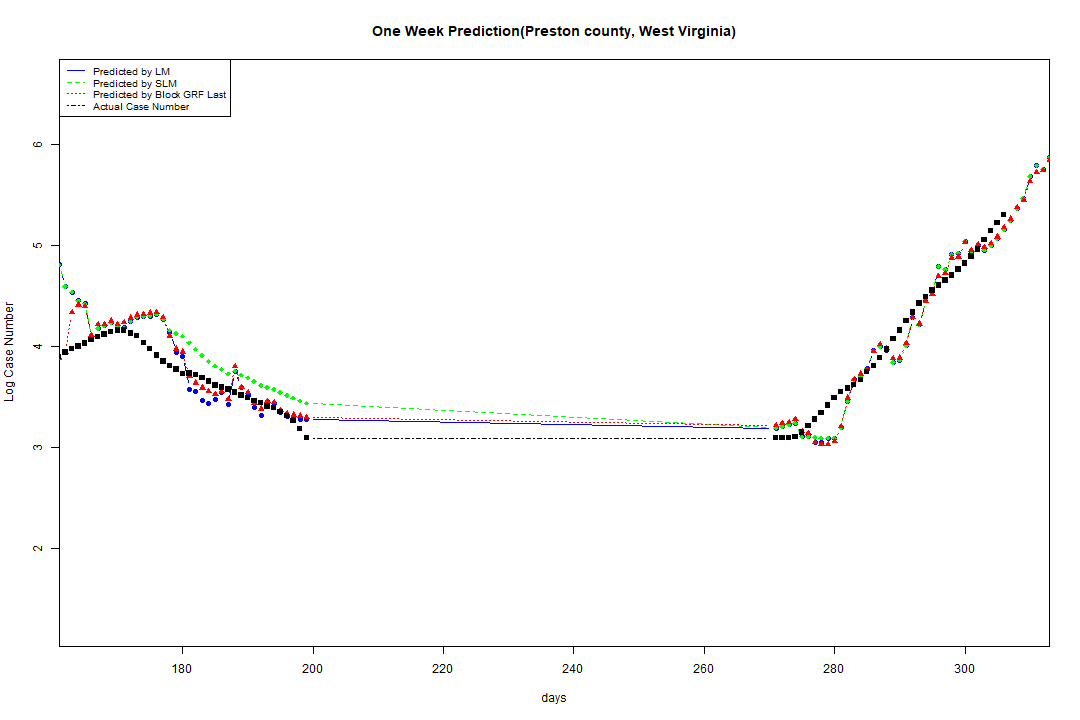 One Week Prediction(Preston county, West Virginia)
Predicted by LM
Predicted by SLM
Predicted by Block GRF Last
Actual Case Number
6
5
4
3
2
Log Case Number
180 200 220 240 260 280 300
days